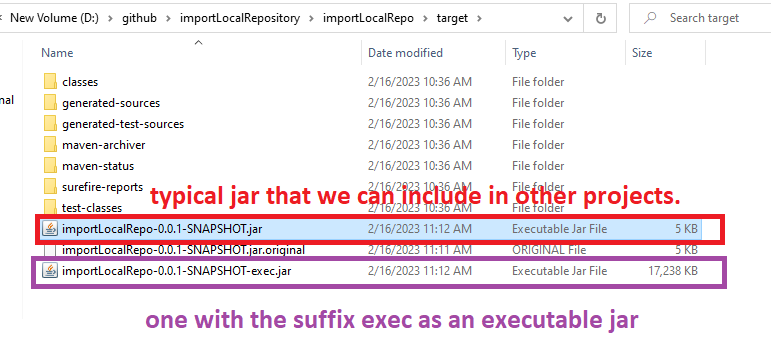 New Volume (D:) > github > importLocalRepository > importLocalRepo > target > Search target
Name Date modified Type Size
classes 2/16/2023 10:36 AM File folder
generated-sources 2/16/2023 10:36 AM File folder
nal
generated-test-sources 2/16/2023 10:36 AM File folder
maven-archiver 2/16/2023 10:36 AM File folder
maven-status 2/16/2023 10:36 AM File folder
surefire-reports 2/16/2023 10:36 AM File folder
typical jar that we can include in other projects.
test-classes 2/16/2023 10:36 AM File folder
importLocalRepo-0.0.1-SNAPSHOT.jar 2/16/2023 11:12 AM Executable Jar File 5 KB
importLocalRepo-0.0.1-SNAPSHOT.jar.original 2/16/2023 11:11 AM ORIGINAL File 5 KB
importLocalRepo-0.0.1-SNAPSHOT-exec.jar 2/16/2023 11:12 AM Executable Jar File 17,238 KB
one with the suffix exec as an executable jar